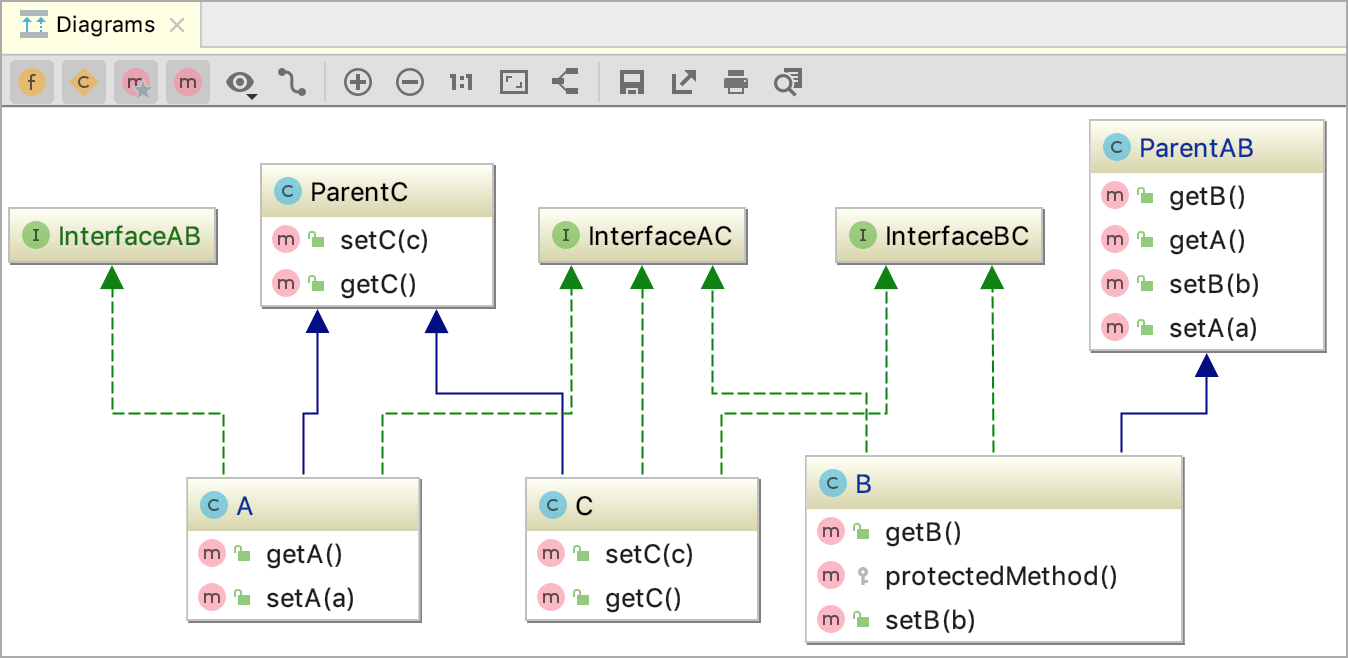 Diagrams
f C m m 1:1
C ParentAB
m getB()
m getA()
m setB(b)
m setA(a)
C ParentC
m setC(c)
m getC()
I InterfaceAB
I InterfaceAC
I InterfaceBC
C A
m getA()
m setA(a)
C C
m setC(c)
m getC()
C B
m getB()
m protectedMethod()
m setB(b)